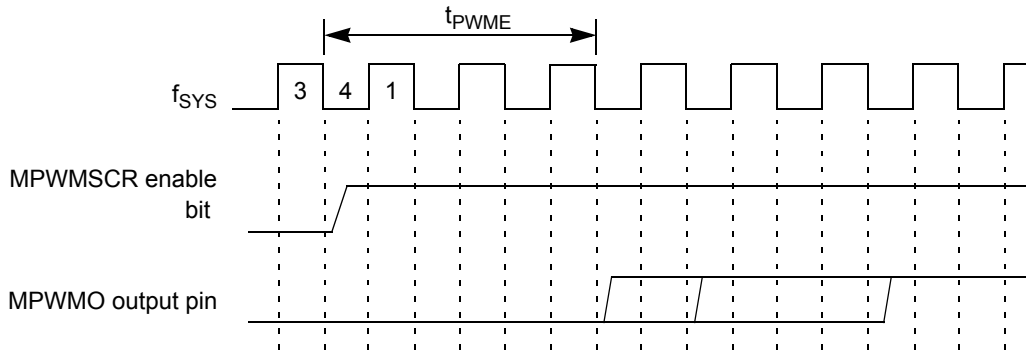 tPWME
fSYS
3 4 1
MPWMSCR enable
bit
MPWMO output pin